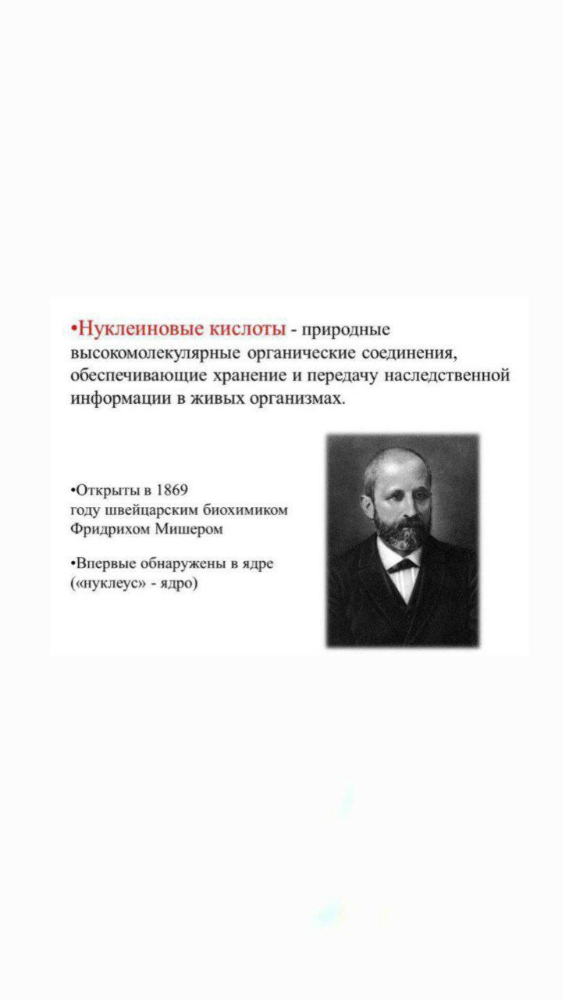 •Нуклеиновые кислоты - природные
высокомолекулярные органические соединения,
обеспечивающие хранение и передачу наследственной
информации в живых организмах.
•Открыты в 1869
году швейцарским биохимиком
Фридрихом Мишером
•Впервые обнаружены в ядре
(«нуклеус» - ядро)